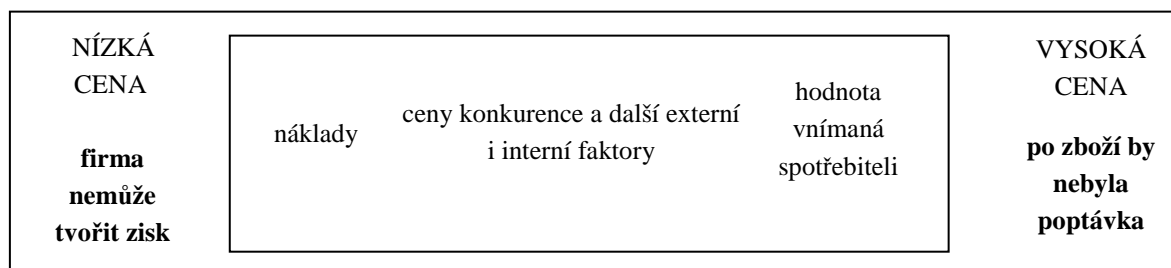 NÍZKÁ
CENA
firma
nemůže
tvořit zisk
náklady
ceny konkurence a další externí
i interní faktory
hodnota
vnímaná
spotřebiteli
VYSOKÁ
CENA
po zboží by
nebyla
poptávka